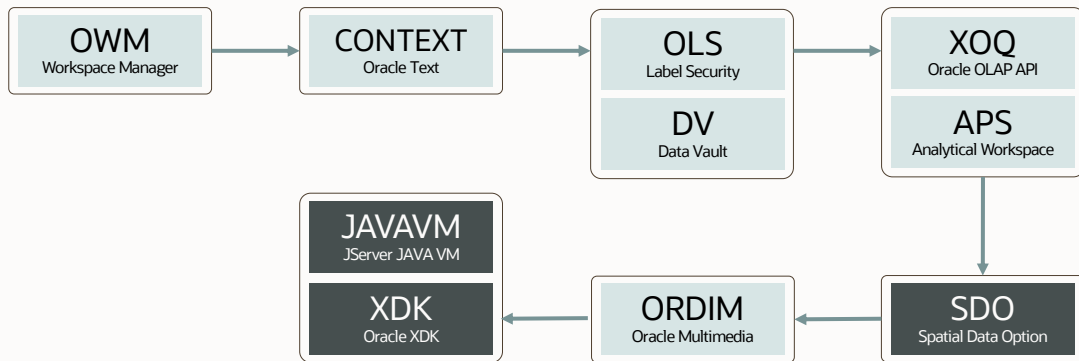 OWM
Workspace Manager
CONTEXT
Oracle Text
OLS
Label Security
DV
Data Vault
XOQ
Oracle OLAP API
APS
Analytical Workspace
SDO
Spatial Data Option
ORDIM
Oracle Multimedia
JAVAVM
JServer JAVA VM
XDK
Oracle XDK